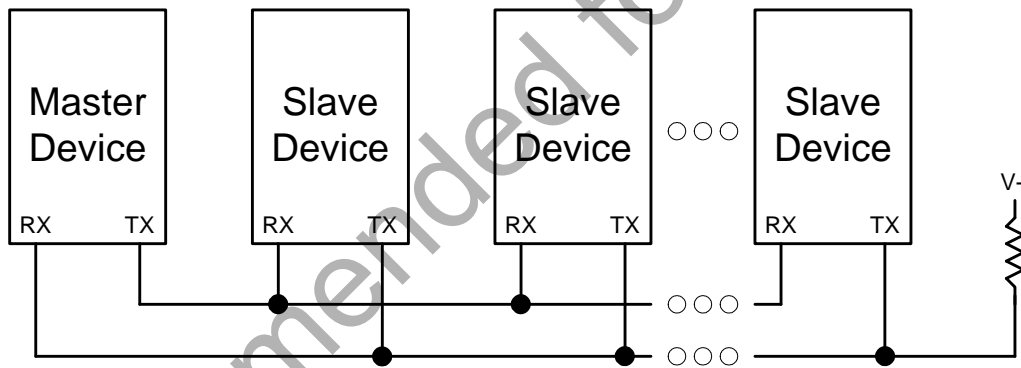 Master
Device
Slave
Device
Slave
Device
Slave
Device
RX TX
RX TX
RX TX
RX TX